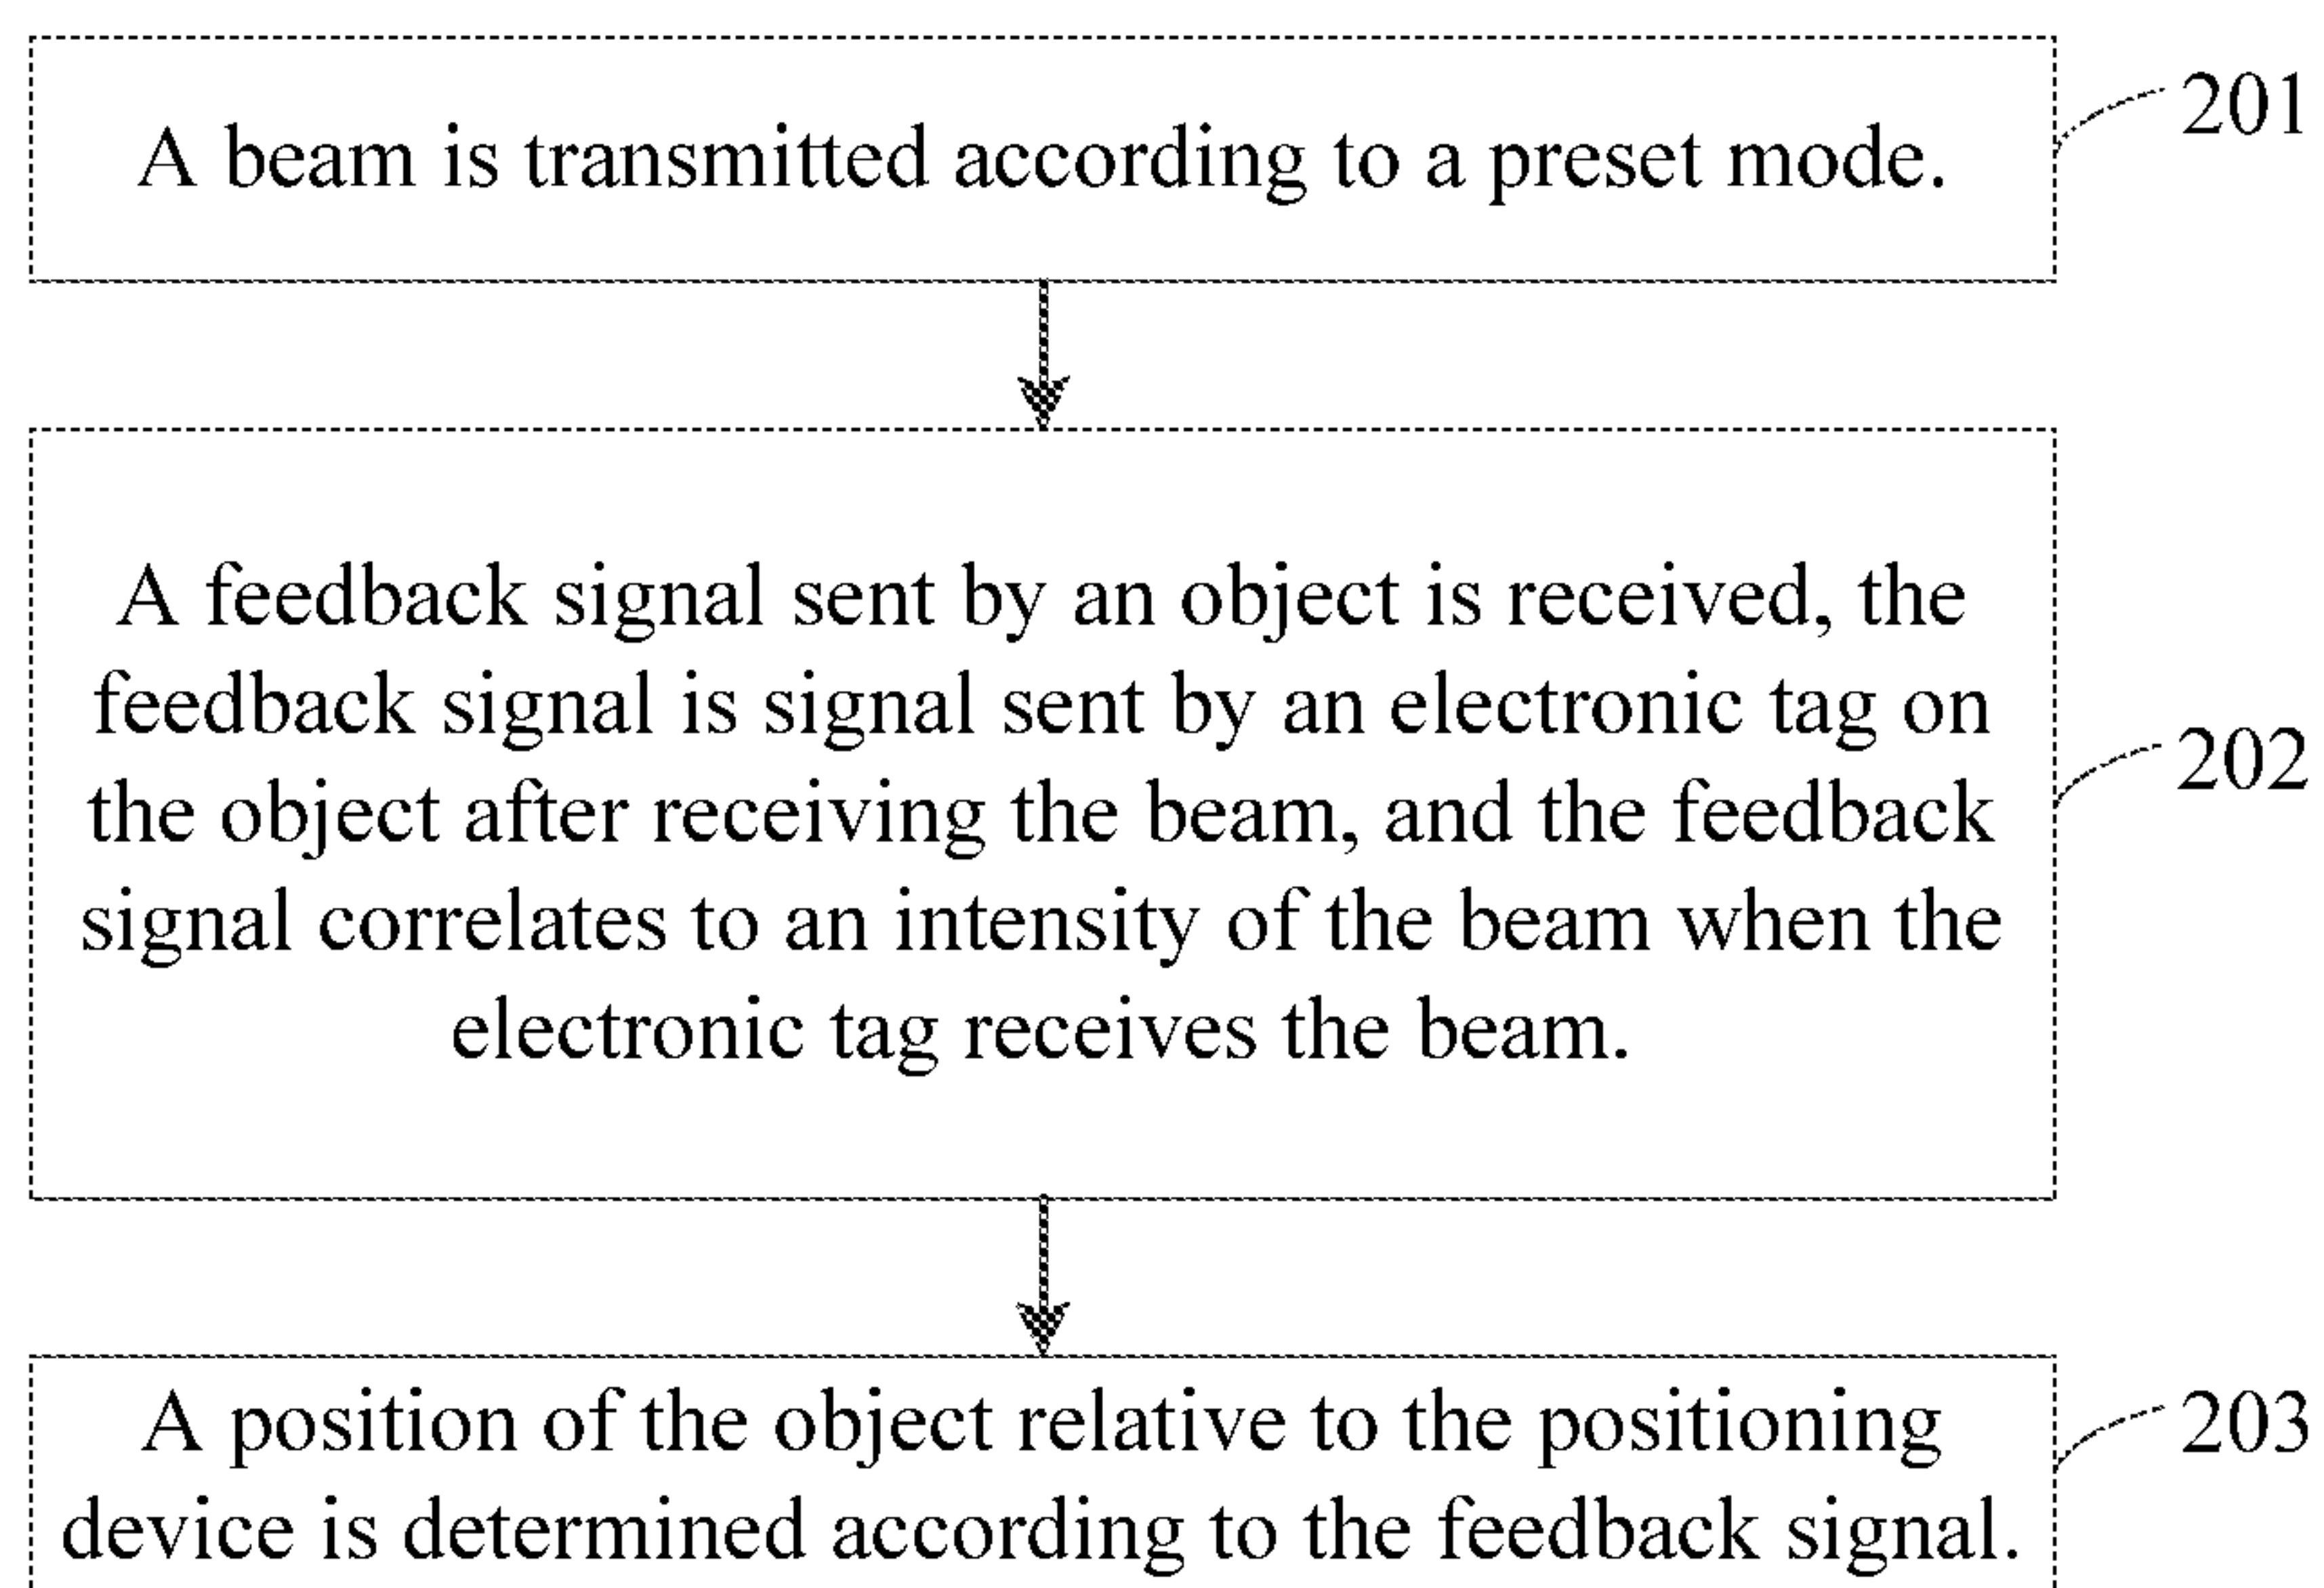 A beam is transmitted according to a preset mode.
201
A feedback signal sent by an object is received, the
feedback signal is signal sent by an electronic tag on
the object after receiving the beam, and the feedback
signal correlates to an intensity of the beam when the
electronic tag receives the beam.
202
A position of the object relative to the positioning
device is determined according to the feedback signal.
203